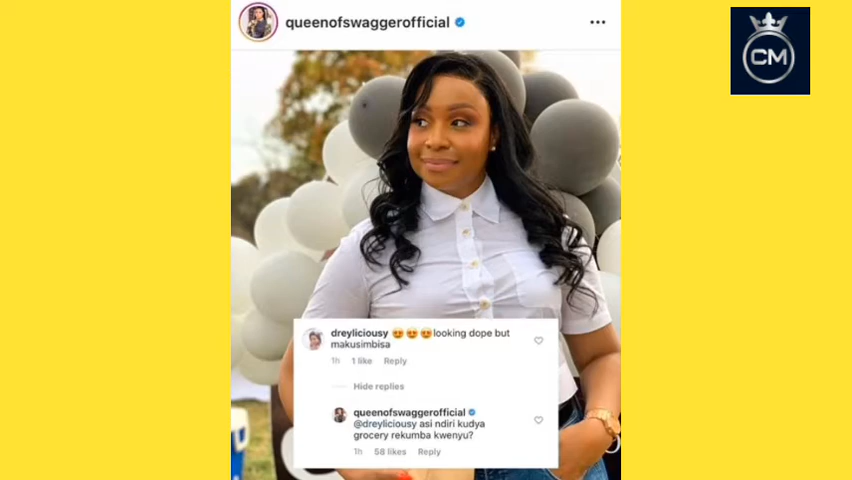 queenofswaggerofficial
CM
dreyliciousy 😍😍😍looking dope but
makusimbisa
1h 1 like Reply
Hide replies
queenofswaggerofficial
@dreyliciousy asi ndiri kudya
grocery rekumba kwenyu?
1h 58 likes Reply